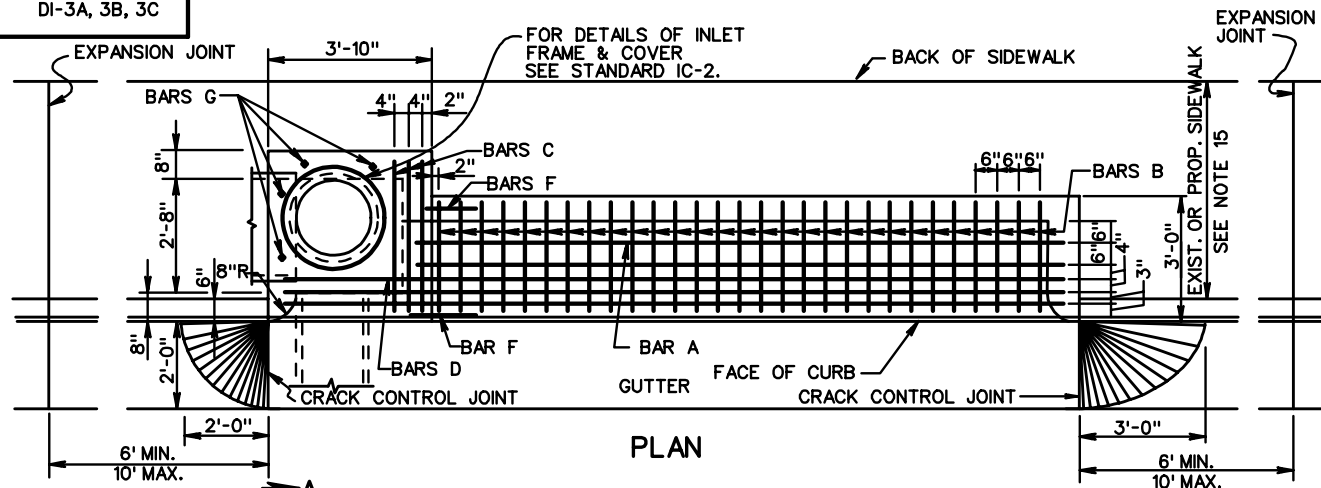 DI-3A, 3B, 3C
EXPANSION JOINT
3'-10"
FOR DETAILS OF INLET
FRAME & COVER
SEE STANDARD IC-2.
BACK OF SIDEWALK
EXPANSION
JOINT
BARS G
4"
4"
2"
BARS C
2"
BARS F
6"
6"
6"
BARS B
8"
2'-8"
6"
8"R
8"
2'-0"
6"
6"
4"
3"
3'-0"
EXIST. OR PROP. SIDEWALK
SEE NOTE 15
BAR F
BARS D
BAR A
FACE OF CURB
GUTTER
CRACK CONTROL JOINT
CRACK CONTROL JOINT
2'-0"
3'-0"
PLAN
6' MIN.
10' MAX.
6' MIN.
10' MAX.
A